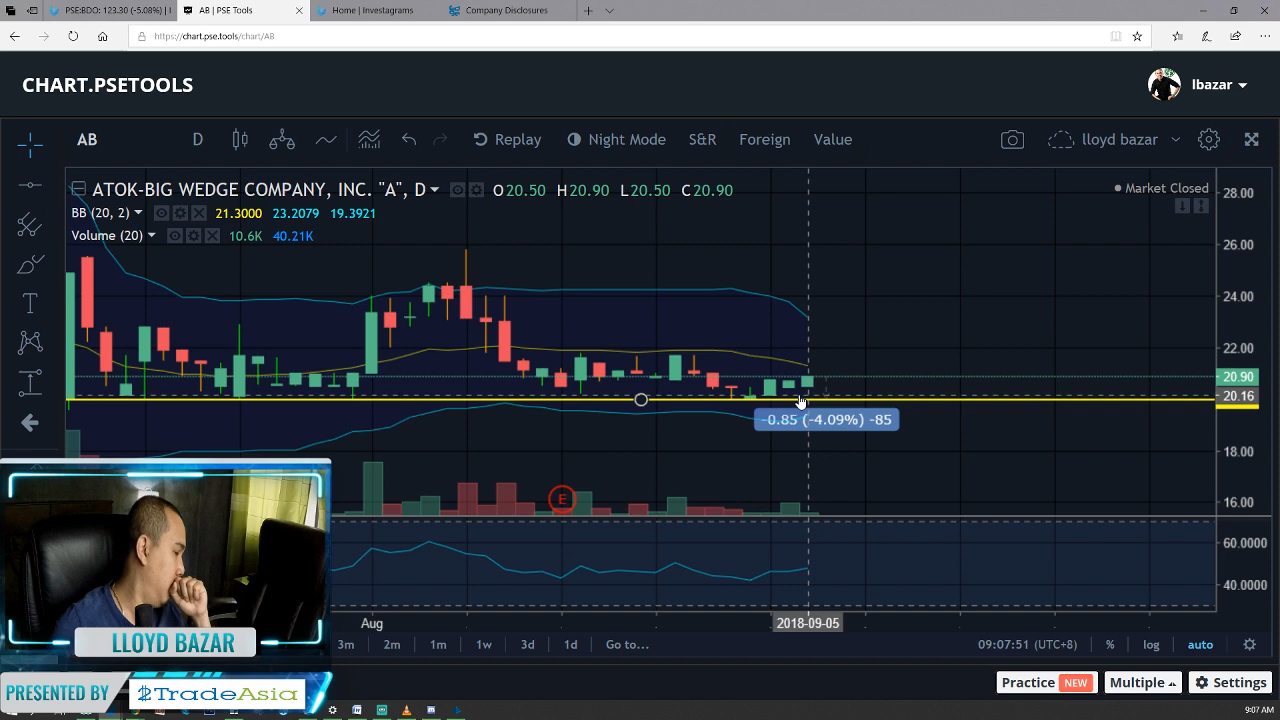 PSE:BDO: 123.30 (-5.08%) | I
AB | PSE Tools
Home | Investagrams
Company Disclosures
https://chart.pse.tools/chart/AB
CHART.PSETOOLS
lbazar
AB
D
Replay
Night Mode
S&R
Foreign
Value
lloyd bazar
ATOK-BIG WEDGE COMPANY, INC. "A", D
O20.50 H20.90 L20.50 C20.90
Market Closed
BB (20, 2)
21.3000 23.2079 19.3921
Volume (20)
10.6K 40.21K
28.00
26.00
24.00
22.00
20.90
20.16
18.00
16.00
60.0000
40.0000
-0.85 (-4.09%) -85
E
Aug
2018-09-05
3m 2m 1m 1w 3d 1d Go to...
09:07:51 (UTC+8)
%
log
auto
LLOYD BAZAR
PRESENTED BY
$TradeAsia
Practice NEW
Multiple
Settings
9:07 AM